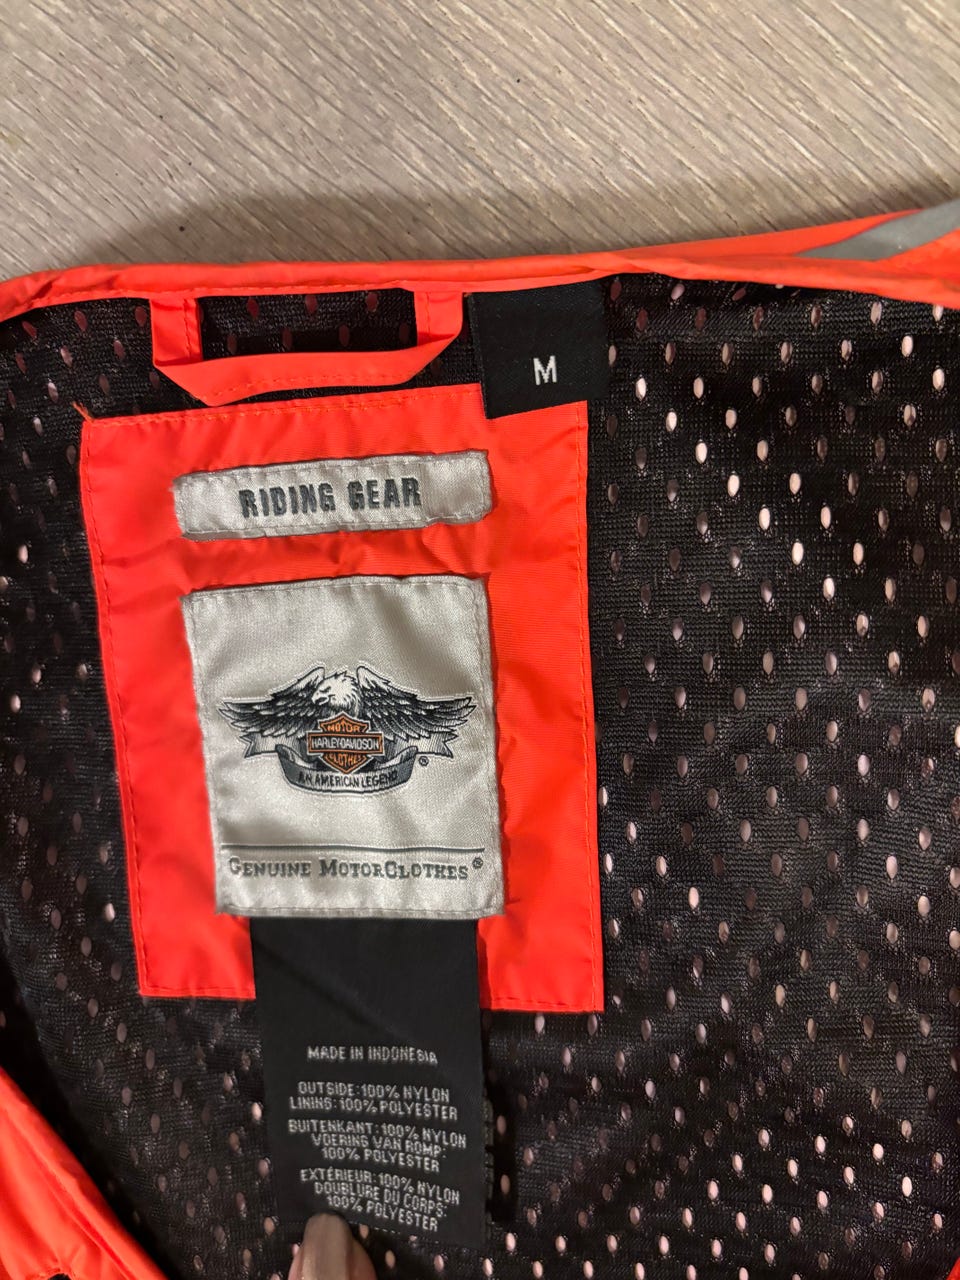 M
RIDING GEAR
MOTOR
HARLEY-DAVIDSON
CLOTHES
AN AMERICAN LEGEND
®
GENUINE MOTORCLOTHES®
MADE IN INDONESIA
OUTSIDE: 100% NYLON
LINING: 100% POLYESTER
BUITENKANT: 100% NYLON
VOERING VAN ROMP:
100% POLYESTER
EXTÉRIEUR: 100% NYLON
DOUBLURE DU CORPS:
100% POLYESTER